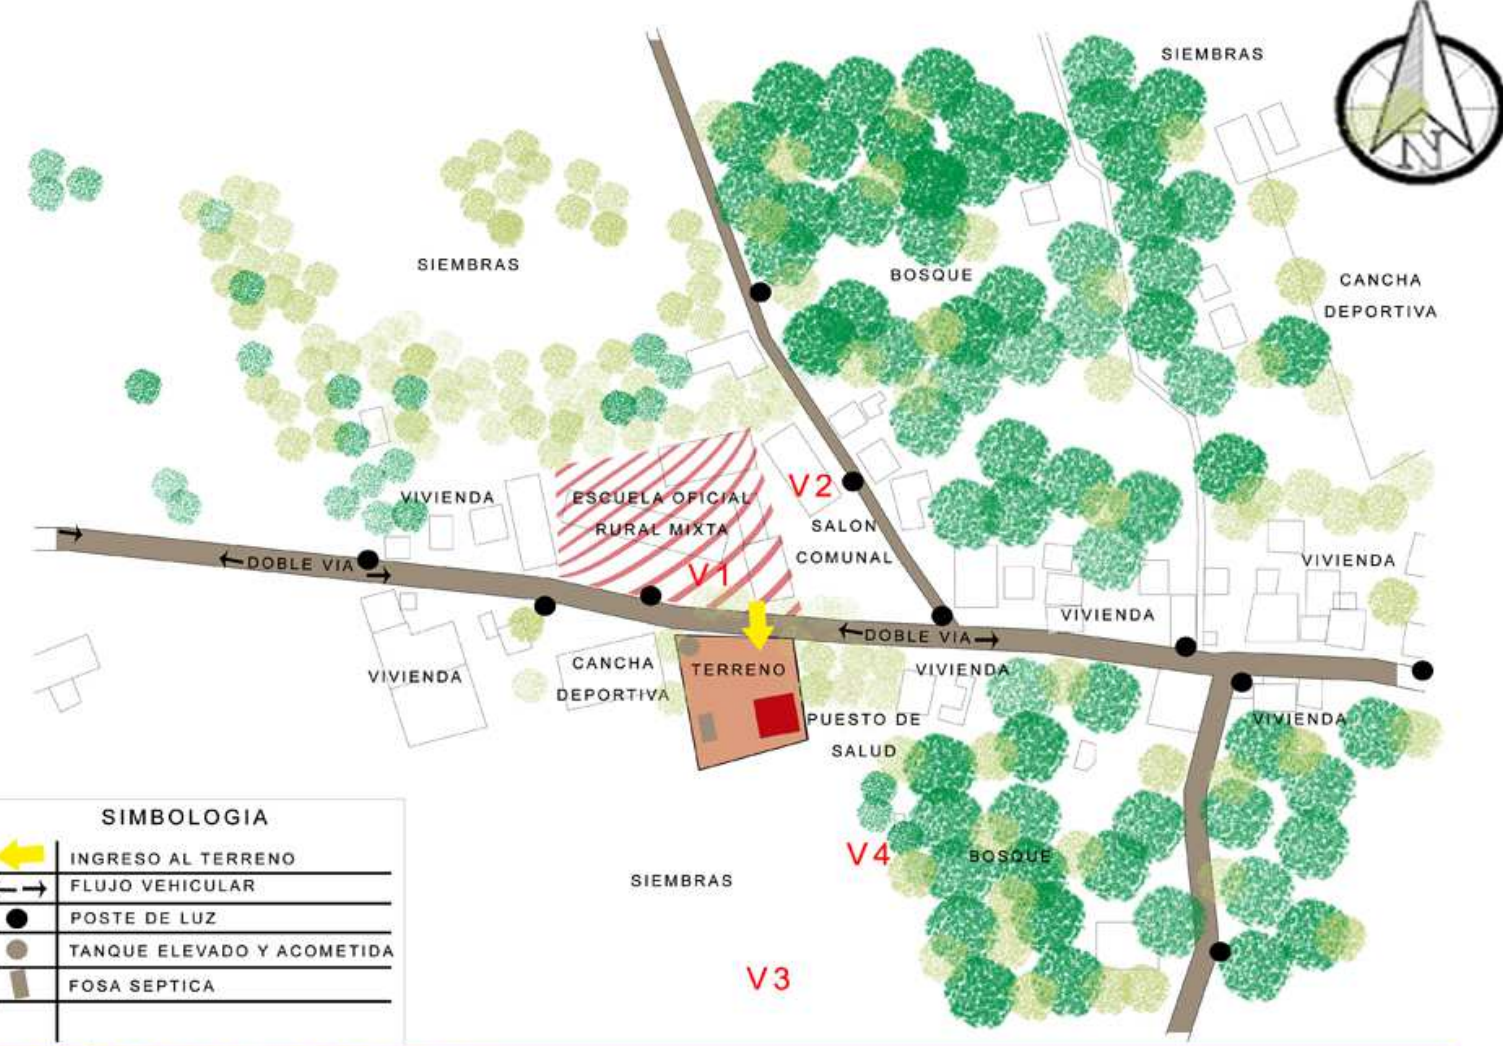 SIEMBRAS
N
SIEMBRAS
BOSQUE
CANCHA
DEPORTIVA
VIVIENDA
ESCUELA OFICIAL
RURAL MIXTA
V2
SALON
COMUNAL
V1
DOBLE VIA
VIVIENDA
VIVIENDA
DOBLE VIA
VIVIENDA
CANCHA
DEPORTIVA
TERRENO
VIVIENDA
PUESTO DE
SALUD
VIVIENDA
V4
BOSQUE
SIEMBRAS
V3
SIMBOLOGIA
INGRESO AL TERRENO
FLUJO VEHICULAR
POSTE DE LUZ
TANQUE ELEVADO Y ACOMETIDA
FOSA SEPTICA